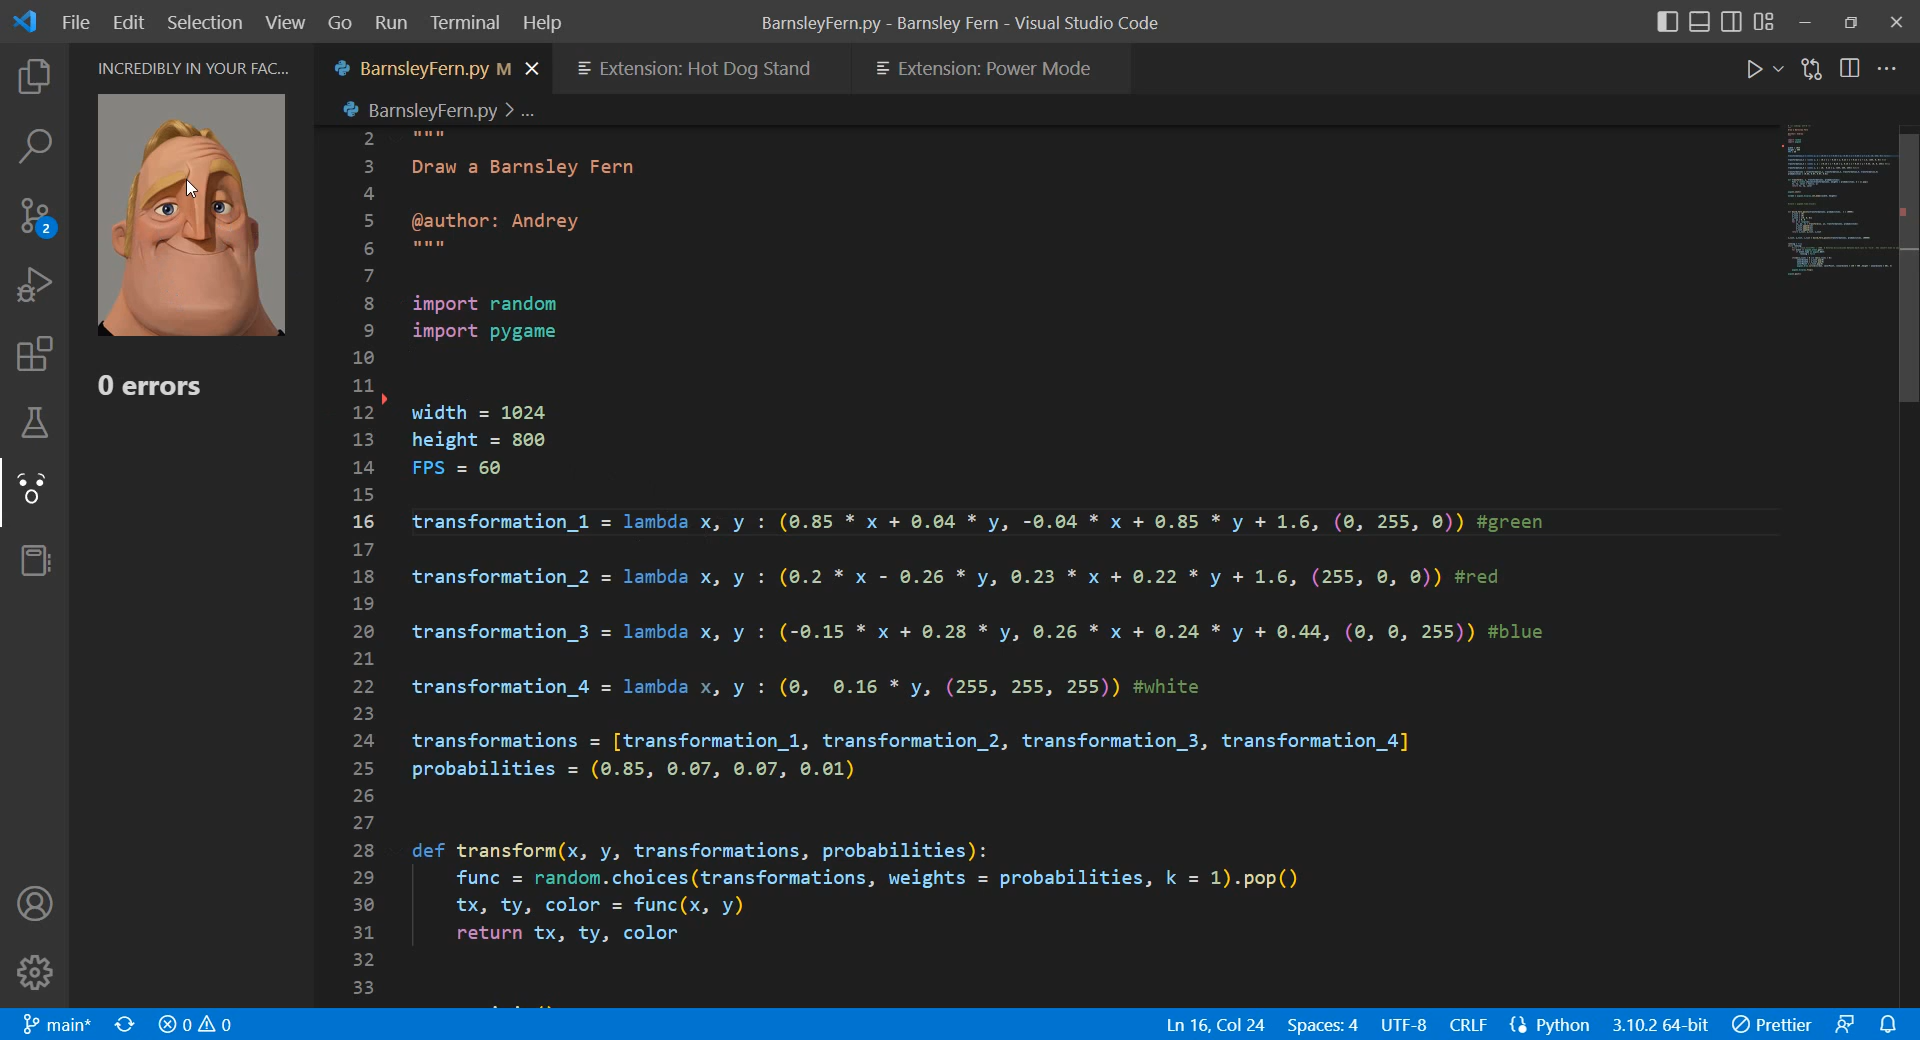 File Edit Selection View Go Run Terminal Help BarnsleyFern.py - Barnsley Fern - Visual Studio Code
INCREDIBLY IN YOUR FAC...
0 errors
2
BarnsleyFern.py M Extension: Hot Dog Stand Extension: Power Mode
BarnsleyFern.py > ...
2 """
3 Draw a Barnsley Fern
4
5 @author: Andrey
6 """
7
8 import random
9 import pygame
10
11
12 width = 1024
13 height = 800
14 FPS = 60
15
16 transformation_1 = lambda x, y : (0.85 * x + 0.04 * y, -0.04 * x + 0.85 * y + 1.6, (0, 255, 0)) #green
17
18 transformation_2 = lambda x, y : (0.2 * x - 0.26 * y, 0.23 * x + 0.22 * y + 1.6, (255, 0, 0)) #red
19
20 transformation_3 = lambda x, y : (-0.15 * x + 0.28 * y, 0.26 * x + 0.24 * y + 0.44, (0, 0, 255)) #blue
21
22 transformation_4 = lambda x, y : (0,  0.16 * y, (255, 255, 255)) #white
23
24 transformations = [transformation_1, transformation_2, transformation_3, transformation_4]
25 probabilities = (0.85, 0.07, 0.07, 0.01)
26
27
28 def transform(x, y, transformations, probabilities):
29     func = random.choices(transformations, weights = probabilities, k = 1).pop()
30     tx, ty, color = func(x, y)
31     return tx, ty, color
32
33
main* 0 0 Ln 16, Col 24 Spaces: 4 UTF-8 CRLF Python 3.10.2 64-bit Prettier